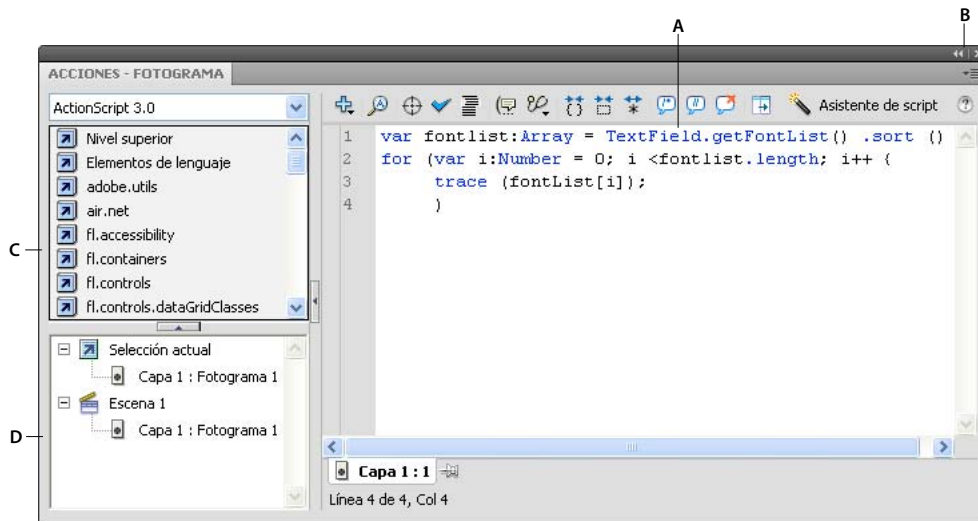 A
B
ACCIONES - FOTOGRAMA
ActionScript 3.0
Asistente de script
Nivel superior
Elementos de lenguaje
adobe.utils
air.net
fl.accessibility
fl.containers
fl.controls
fl.controls.dataGridClasses
C
1 var fontlist:Array = TextField.getFontList() .sort ()
2 for (var i:Number = 0; i <fontlist.length; i++ {
3 trace (fontList[i]);
4 )
Selección actual
Capa 1 : Fotograma 1
Escena 1
Capa 1 : Fotograma 1
D
Capa 1 : 1
Línea 4 de 4, Col 4